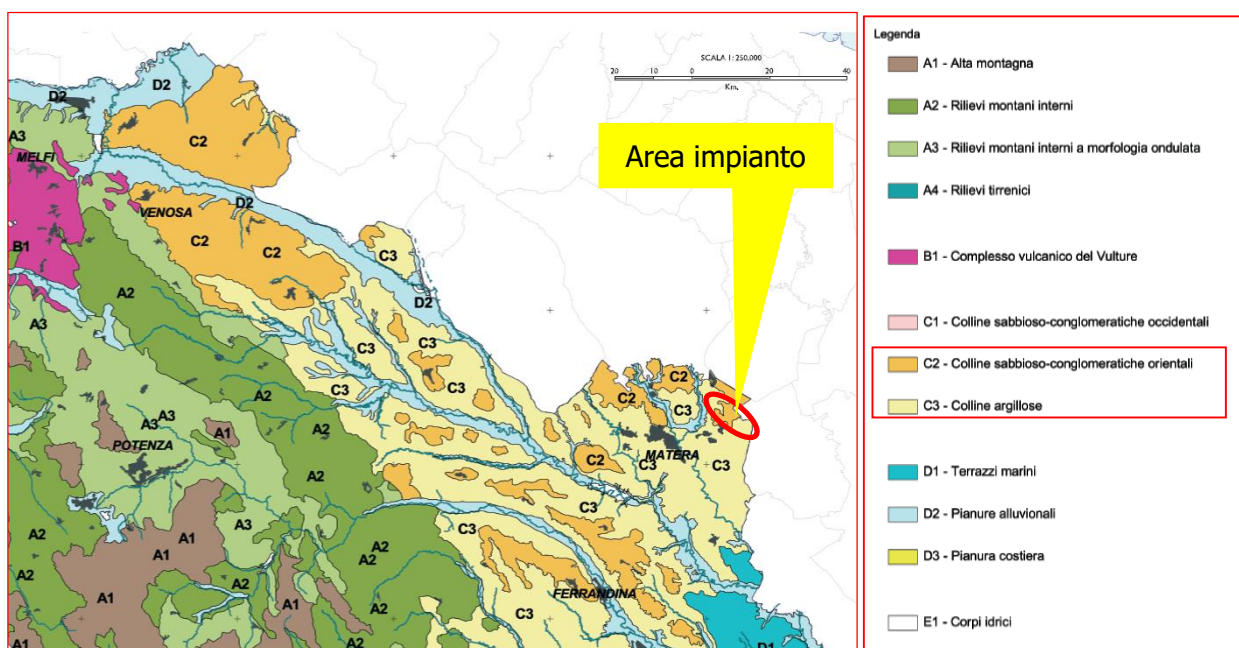 SCALA 1: 250,000
20 10 0 20 40
Km.
Area impianto
D2
D2
C2
A3
MELFI
B1
VENOSA
D2
C2
C2
C3
D2
A2
A3
C3
C3
C3
C3
A2
A2
A3
A3
A1
POTENZA
C2
C3
C2
MATERA
C2
C3
C3
A2
A1
A1
A3
A2
A2
A2
A2
A1
A2
A1
A2
A1
C3
C3
C3
FERRANDINA
D1
Legenda
A1 - Alta montagna
A2 - Rilievi montani interni
A3 - Rilievi montani interni a morfologia ondulata
A4 - Rilievi tirrenici
B1 - Complesso vulcanico del Vulture
C1 - Colline sabbioso-conglomeratiche occidentali
C2 - Colline sabbioso-conglomeratiche orientali
C3 - Colline argillose
D1 - Terrazzi marini
D2 - Pianure alluvionali
D3 - Pianura costiera
E1 - Corpi idrici